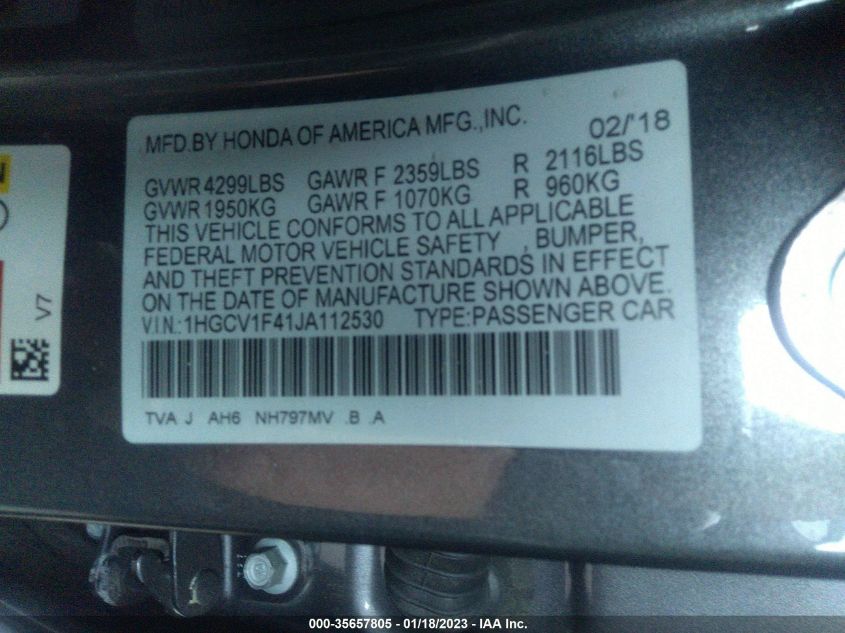 MFD.BY HONDA OF AMERICA MFG.,INC. 02/'18
GVWR 4299LBS GAWR F 2359LBS R 2116LBS
GVWR 1950KG GAWR F 1070KG R 960KG
THIS VEHICLE CONFORMS TO ALL APPLICABLE
FEDERAL MOTOR VEHICLE SAFETY , BUMPER,
AND THEFT PREVENTION STANDARDS IN EFFECT
ON THE DATE OF MANUFACTURE SHOWN ABOVE.
V.I.N.:1HGCV1F41JA112530 TYPE:PASSENGER CAR
TVA J AH6 NH797MV .B .A
V7
000-35657805 - 01/18/2023 - IAA Inc.